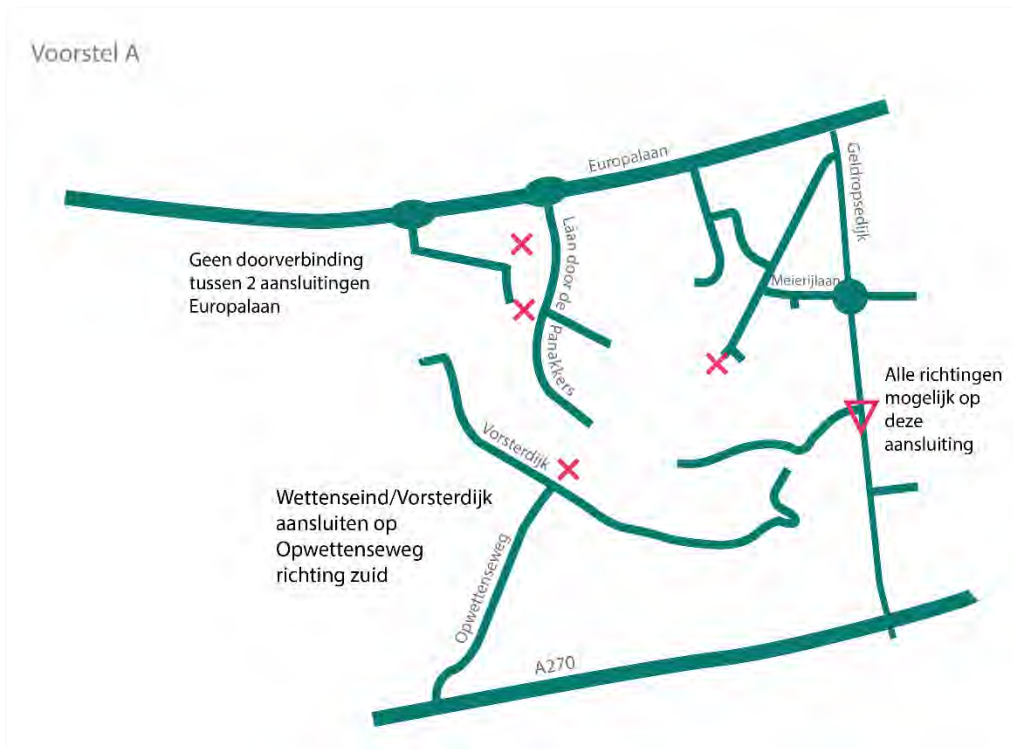 Voorstel A
Europalaan
Geldropsedijk
Laan door de Panakkers
Geen doorverbinding
tussen 2 aansluitingen
Europalaan
Meierijlaan
Alle richtingen
mogelijk op
deze
aansluiting
Vorsterdijk
Wettenseind/Vorsterdijk
aansluiten op
Opwettenseweg
richting zuid
Opwettenseweg
A270